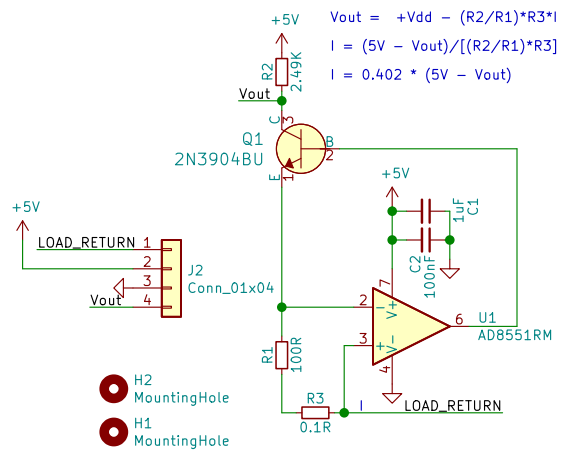 Vout =  +Vdd - (R2/R1)*R3*I
I = (5V - Vout)/[(R2/R1)*R3]
I = 0.402 * (5V - Vout)
+5V
R2
2.49K
Vout
C
3
Q1
2N3904BU
B
2
E
1
+5V
1uF
C1
C2
100nF
+5V
LOAD_RETURN
1
2
3
4
Vout
J2
Conn_01x04
7
V+
2
-
3
+
V-
4
6
U1
AD8551RM
R1
100R
R3
0.1R
I
LOAD_RETURN
H2
MountingHole
H1
MountingHole